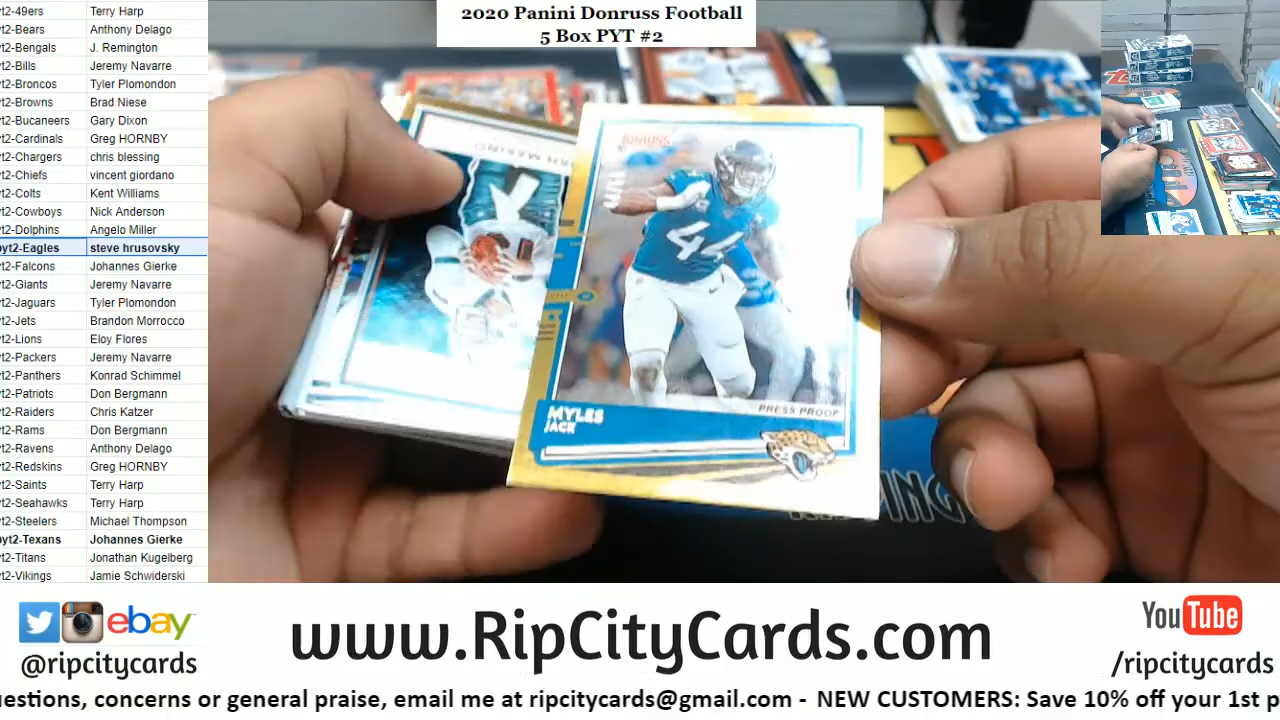 2020 Panini Donruss Football
5 Box PYT #2
yt2-49ers Terry Harp
yt2-Bears Anthony Delago
yt2-Bengals J. Remington
yt2-Bills Jeremy Navarre
yt2-Broncos Tyler Plomondon
yt2-Browns Brad Niese
yt2-Bucaneers Gary Dixon
yt2-Cardinals Greg HORNBY
yt2-Chargers chris blessing
yt2-Chiefs vincent giordano
yt2-Colts Kent Williams
yt2-Cowboys Nick Anderson
yt2-Dolphins Angelo Miller
pyt2-Eagles steve hrusovsky
yt2-Falcons Johannes Gierke
yt2-Giants Jeremy Navarre
yt2-Jaguars Tyler Plomondon
yt2-Jets Brandon Morrocco
yt2-Lions Eloy Flores
yt2-Packers Jeremy Navarre
yt2-Panthers Konrad Schimmel
yt2-Patriots Don Bergmann
yt2-Raiders Chris Katzer
yt2-Rams Don Bergmann
yt2-Ravens Anthony Delago
yt2-Redskins Greg HORNBY
yt2-Saints Terry Harp
yt2-Seahawks Terry Harp
yt2-Steelers Michael Thompson
pyt2-Texans Johannes Gierke
yt2-Titans Jonathan Kugelberg
yt2-Vikings Jamie Schwiderski
DONRUSS
44
PRESS PROOF
MYLES
JACK
ebay
@ripcitycards
www.RipCityCards.com
YouTube
/ripcitycards
uestions, concerns or general praise, email me at ripcitycards@gmail.com - NEW CUSTOMERS: Save 10% off your 1st p